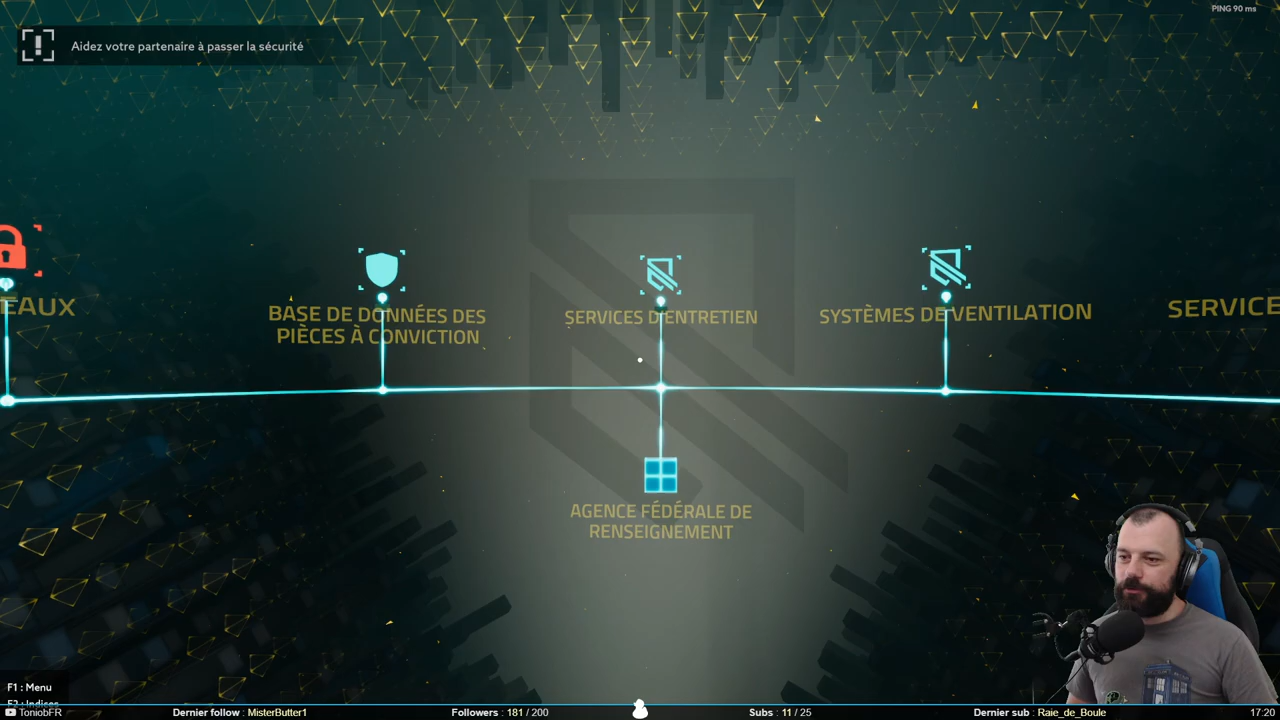 PING 90 ms
Aidez votre partenaire à passer la sécurité
EAUX
BASE DE DONNÉES DES
PIÈCES À CONVICTION
SERVICES D'ENTRETIEN
SYSTÈMES DE VENTILATION
SERVICE
AGENCE FÉDÉRALE DE
RENSEIGNEMENT
F1 : Menu
F2 : Indices
ToniobFR
Dernier follow : MisterButter1
Followers : 181 / 200
Subs : 11 / 25
Dernier sub : Raie_de_Boule
17:20